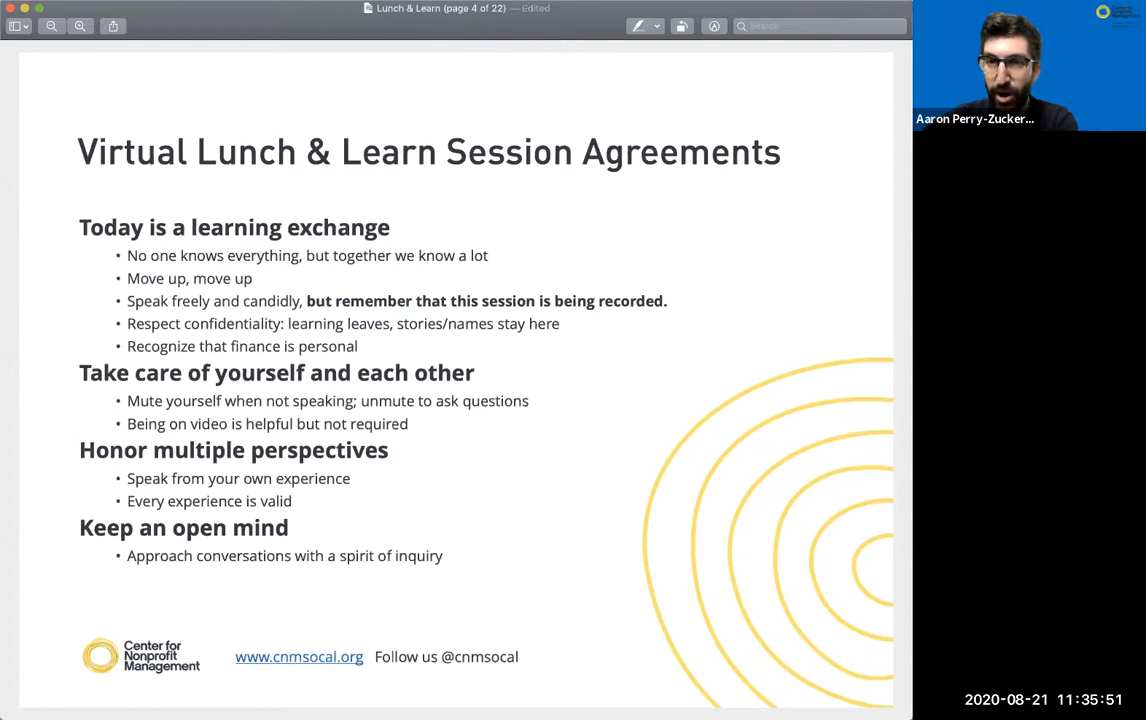 Lunch & Learn (page 4 of 22) — Edited
Search
Center for
Nonprofit
Management
Aaron Perry-Zucker...
Virtual Lunch & Learn Session Agreements
Today is a learning exchange
• No one knows everything, but together we know a lot
• Move up, move up
• Speak freely and candidly, but remember that this session is being recorded.
• Respect confidentiality: learning leaves, stories/names stay here
• Recognize that finance is personal
Take care of yourself and each other
• Mute yourself when not speaking; unmute to ask questions
• Being on video is helpful but not required
Honor multiple perspectives
• Speak from your own experience
• Every experience is valid
Keep an open mind
• Approach conversations with a spirit of inquiry
Center for
Nonprofit
Management
www.cnmsocal.org Follow us @cnmsocal
2020-08-21 11:35:51